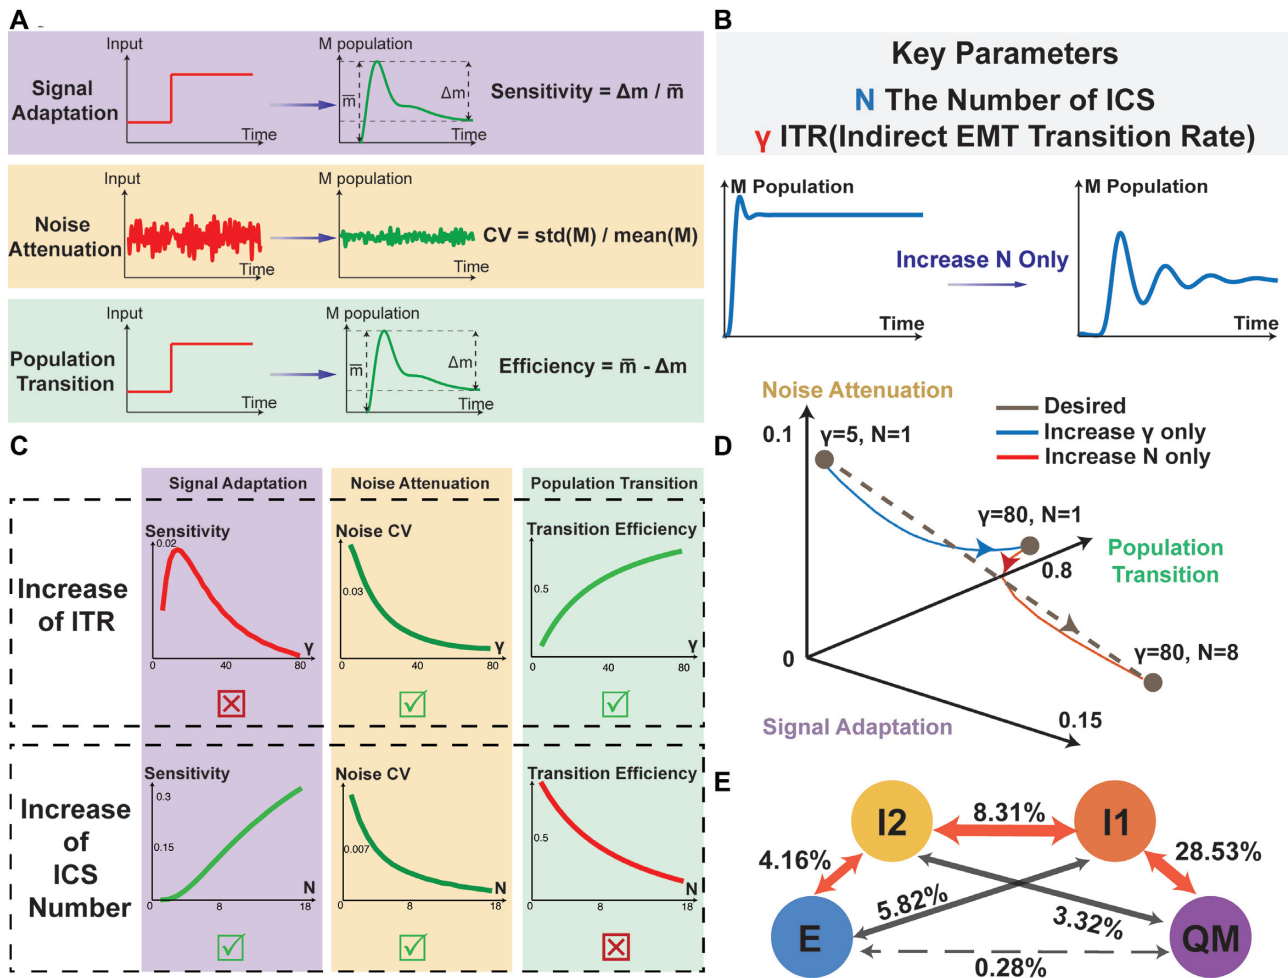 A
Input
M population
Signal
Adaptation
m̅
Δm
Sensitivity = Δm / m̅
Time
Time
Input
M population
Noise
Attenuation
CV = std(M) / mean(M)
Time
Time
Input
M population
Population
Transition
m̅
Δm
Efficiency = m̅ - Δm
Time
Time
B
Key Parameters
N The Number of ICS
γ ITR(Indirect EMT Transition Rate)
M Population
M Population
Increase N Only
Time
Time
C
Signal Adaptation
Noise Attenuation
Population Transition
Increase
of ITR
Sensitivity
0.02
γ
0
40
80
Noise CV
0.03
γ
0
40
80
Transition Efficiency
0.5
γ
0
40
80
Increase
of
ICS
Number
Sensitivity
0.3
0.15
N
0
8
18
Noise CV
0.007
N
0
8
18
Transition Efficiency
0.5
N
0
8
18
D
Noise Attenuation
0.1
γ=5, N=1
Desired
Increase γ only
Increase N only
γ=80, N=1
0.8
Population
Transition
0
γ=80, N=8
0.15
Signal Adaptation
E
I2
8.31%
I1
4.16%
28.53%
5.82%
3.32%
E
QM
0.28%